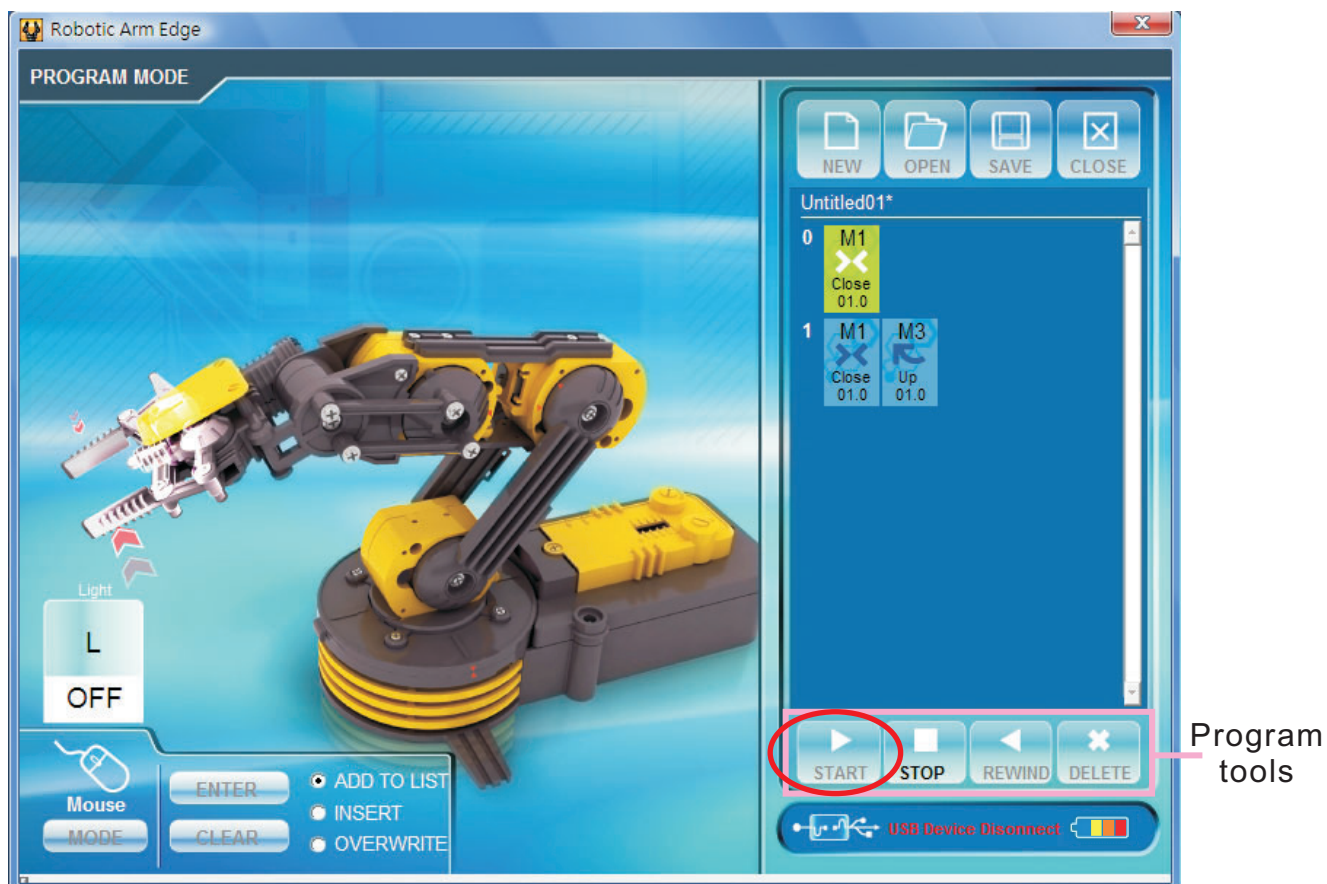 Robotic Arm Edge
PROGRAM MODE
NEW OPEN SAVE CLOSE
Untitled01*
0 M1
Close
01.0
1 M1 M3
Close Up
01.0 01.0
Light
L
OFF
START STOP REWIND DELETE
Program
tools
Mouse
MODE
ENTER
CLEAR
ADD TO LIST
INSERT
OVERWRITE
USB Device Disonnect